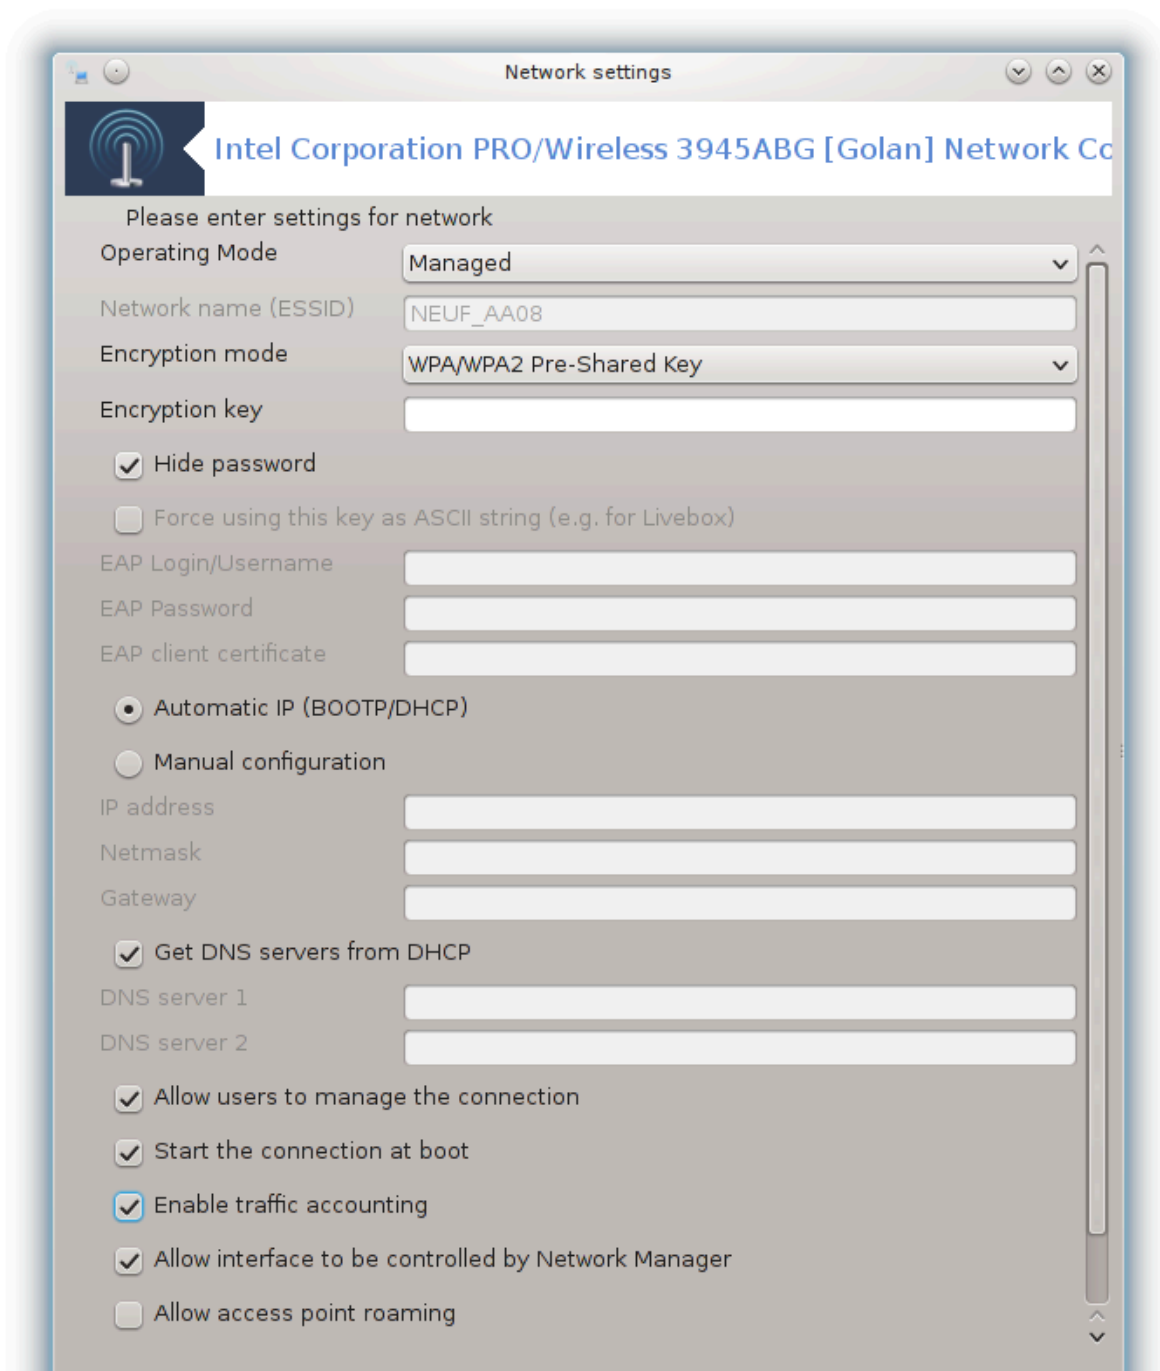 Network settings
Intel Corporation PRO/Wireless 3945ABG [Golan] Network Co
Please enter settings for network
Operating Mode Managed
Network name (ESSID) NEUF_AA08
Encryption mode WPA/WPA2 Pre-Shared Key
Encryption key
Hide password
Force using this key as ASCII string (e.g. for Livebox)
EAP Login/Username
EAP Password
EAP client certificate
Automatic IP (BOOTP/DHCP)
Manual configuration
IP address
Netmask
Gateway
Get DNS servers from DHCP
DNS server 1
DNS server 2
Allow users to manage the connection
Start the connection at boot
Enable traffic accounting
Allow interface to be controlled by Network Manager
Allow access point roaming